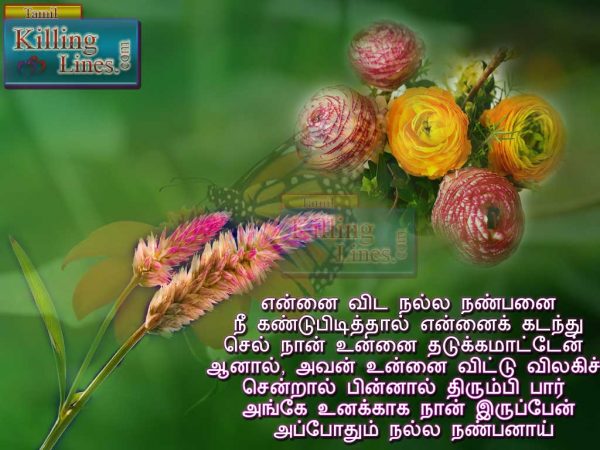 Tamil
Killing
Lines.com
Tamil
Killing
Lines.com
என்னை விட நல்ல நண்பனை
நீ கண்டுபிடித்தால் என்னைக் கடந்து
செல் நான் உன்னை தடுக்கமாட்டேன்
ஆனால், அவன் உன்னை விட்டு விலகிச்
சென்றால் பின்னால் திரும்பி பார்
அங்கே உனக்காக நான் இருப்பேன்
அப்போதும் நல்ல நண்பனாய்